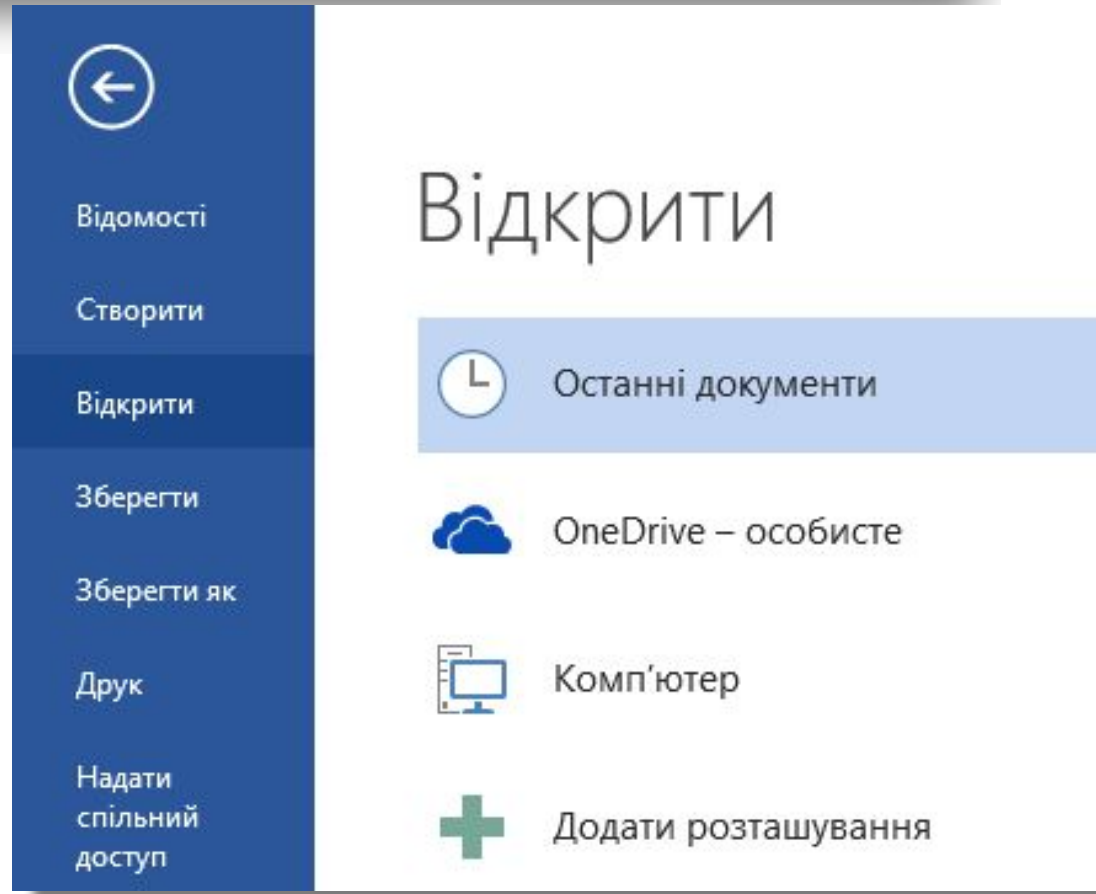 Відомості
Створити
Відкрити
Зберегти
Зберегти як
Друк
Надати
спільний
доступ
Відкрити
Останні документи
OneDrive – особисте
Комп'ютер
Додати розташування